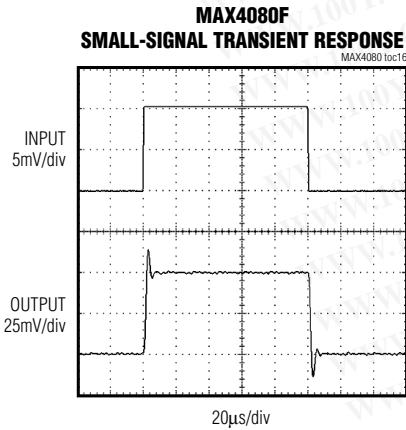 MAX4080F
SMALL-SIGNAL TRANSIENT RESPONSE
MAX4080 toc16
INPUT
5mV/div
OUTPUT
25mV/div
20μs/div